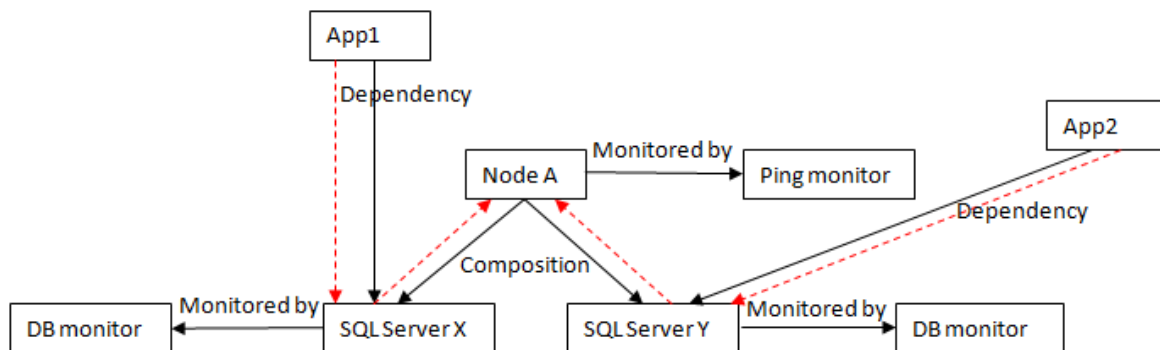 App1
Dependency
App2
Monitored by
Node A
Ping monitor
Dependency
Composition
Monitored by
Monitored by
DB monitor
SQL Server X
SQL Server Y
DB monitor